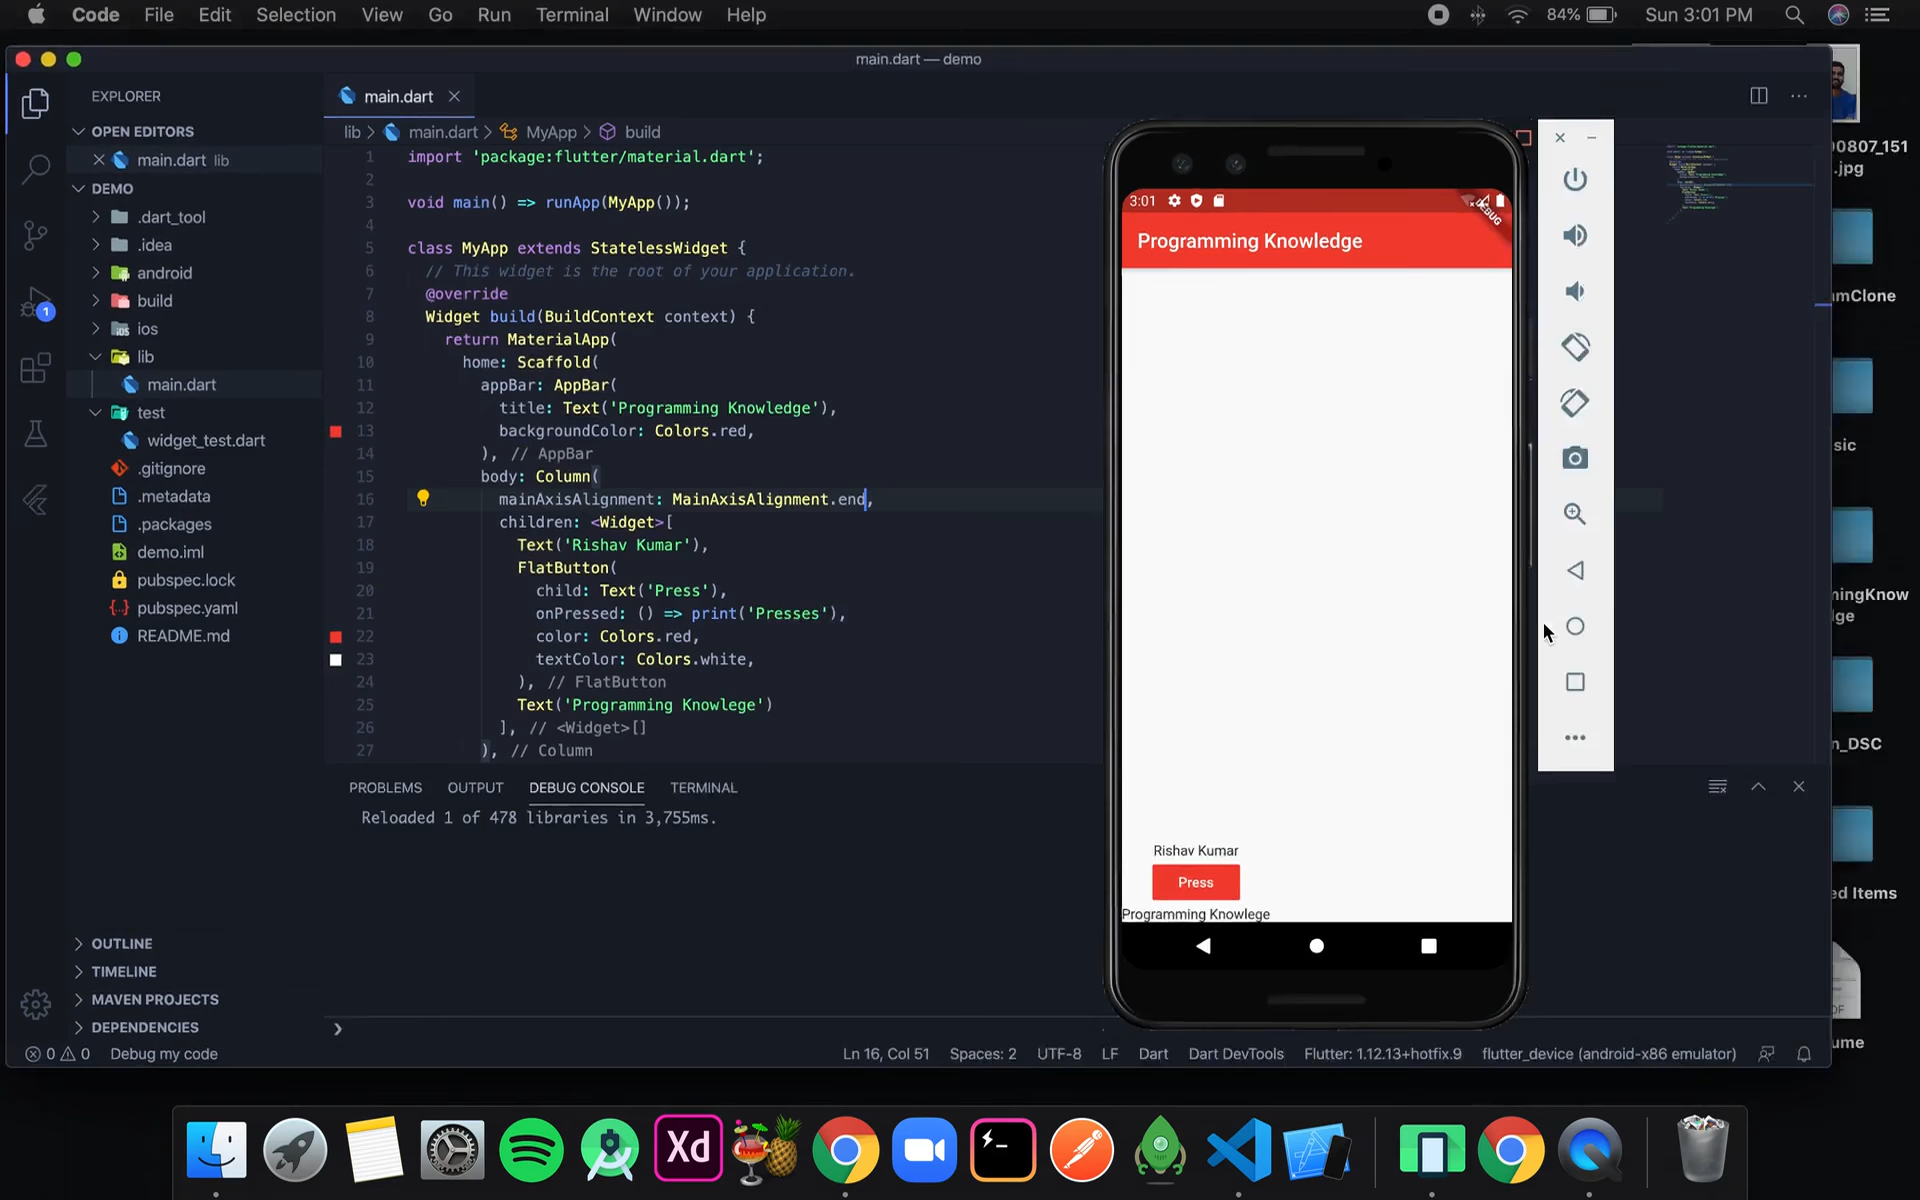 Code File Edit Selection View Go Run Terminal Window Help 84% Sun 3:01 PM
main.dart — demo
EXPLORER
OPEN EDITORS
main.dart lib
DEMO
.dart_tool
.idea
android
build
ios
lib
main.dart
test
widget_test.dart
.gitignore
.metadata
.packages
demo.iml
pubspec.lock
pubspec.yaml
README.md
OUTLINE
TIMELINE
MAVEN PROJECTS
DEPENDENCIES
1
main.dart
lib > main.dart > MyApp > build
1 import 'package:flutter/material.dart';
2
3 void main() => runApp(MyApp());
4
5 class MyApp extends StatelessWidget {
6 // This widget is the root of your application.
7 @override
8 Widget build(BuildContext context) {
9 return MaterialApp(
10 home: Scaffold(
11 appBar: AppBar(
12 title: Text('Programming Knowledge'),
13 backgroundColor: Colors.red,
14 ), // AppBar
15 body: Column(
16 mainAxisAlignment: MainAxisAlignment.end,
17 children: <Widget>[
18 Text('Rishav Kumar'),
19 FlatButton(
20 child: Text('Press'),
21 onPressed: () => print('Presses'),
22 color: Colors.red,
23 textColor: Colors.white,
24 ), // FlatButton
25 Text('Programming Knowlege')
26 ], // <Widget>[]
27 ), // Column
PROBLEMS OUTPUT DEBUG CONSOLE TERMINAL
Reloaded 1 of 478 libraries in 3,755ms.
3:01
DEBUG
Programming Knowledge
Rishav Kumar
Press
Programming Knowlege
00807_151
.jpg
mClone
sic
ningKnow
ge
n_DSC
ed Items
ume
0 0 Debug my code Ln 16, Col 51 Spaces: 2 UTF-8 LF Dart Dart DevTools Flutter: 1.12.13+hotfix.9 flutter_device (android-x86 emulator)
Xd